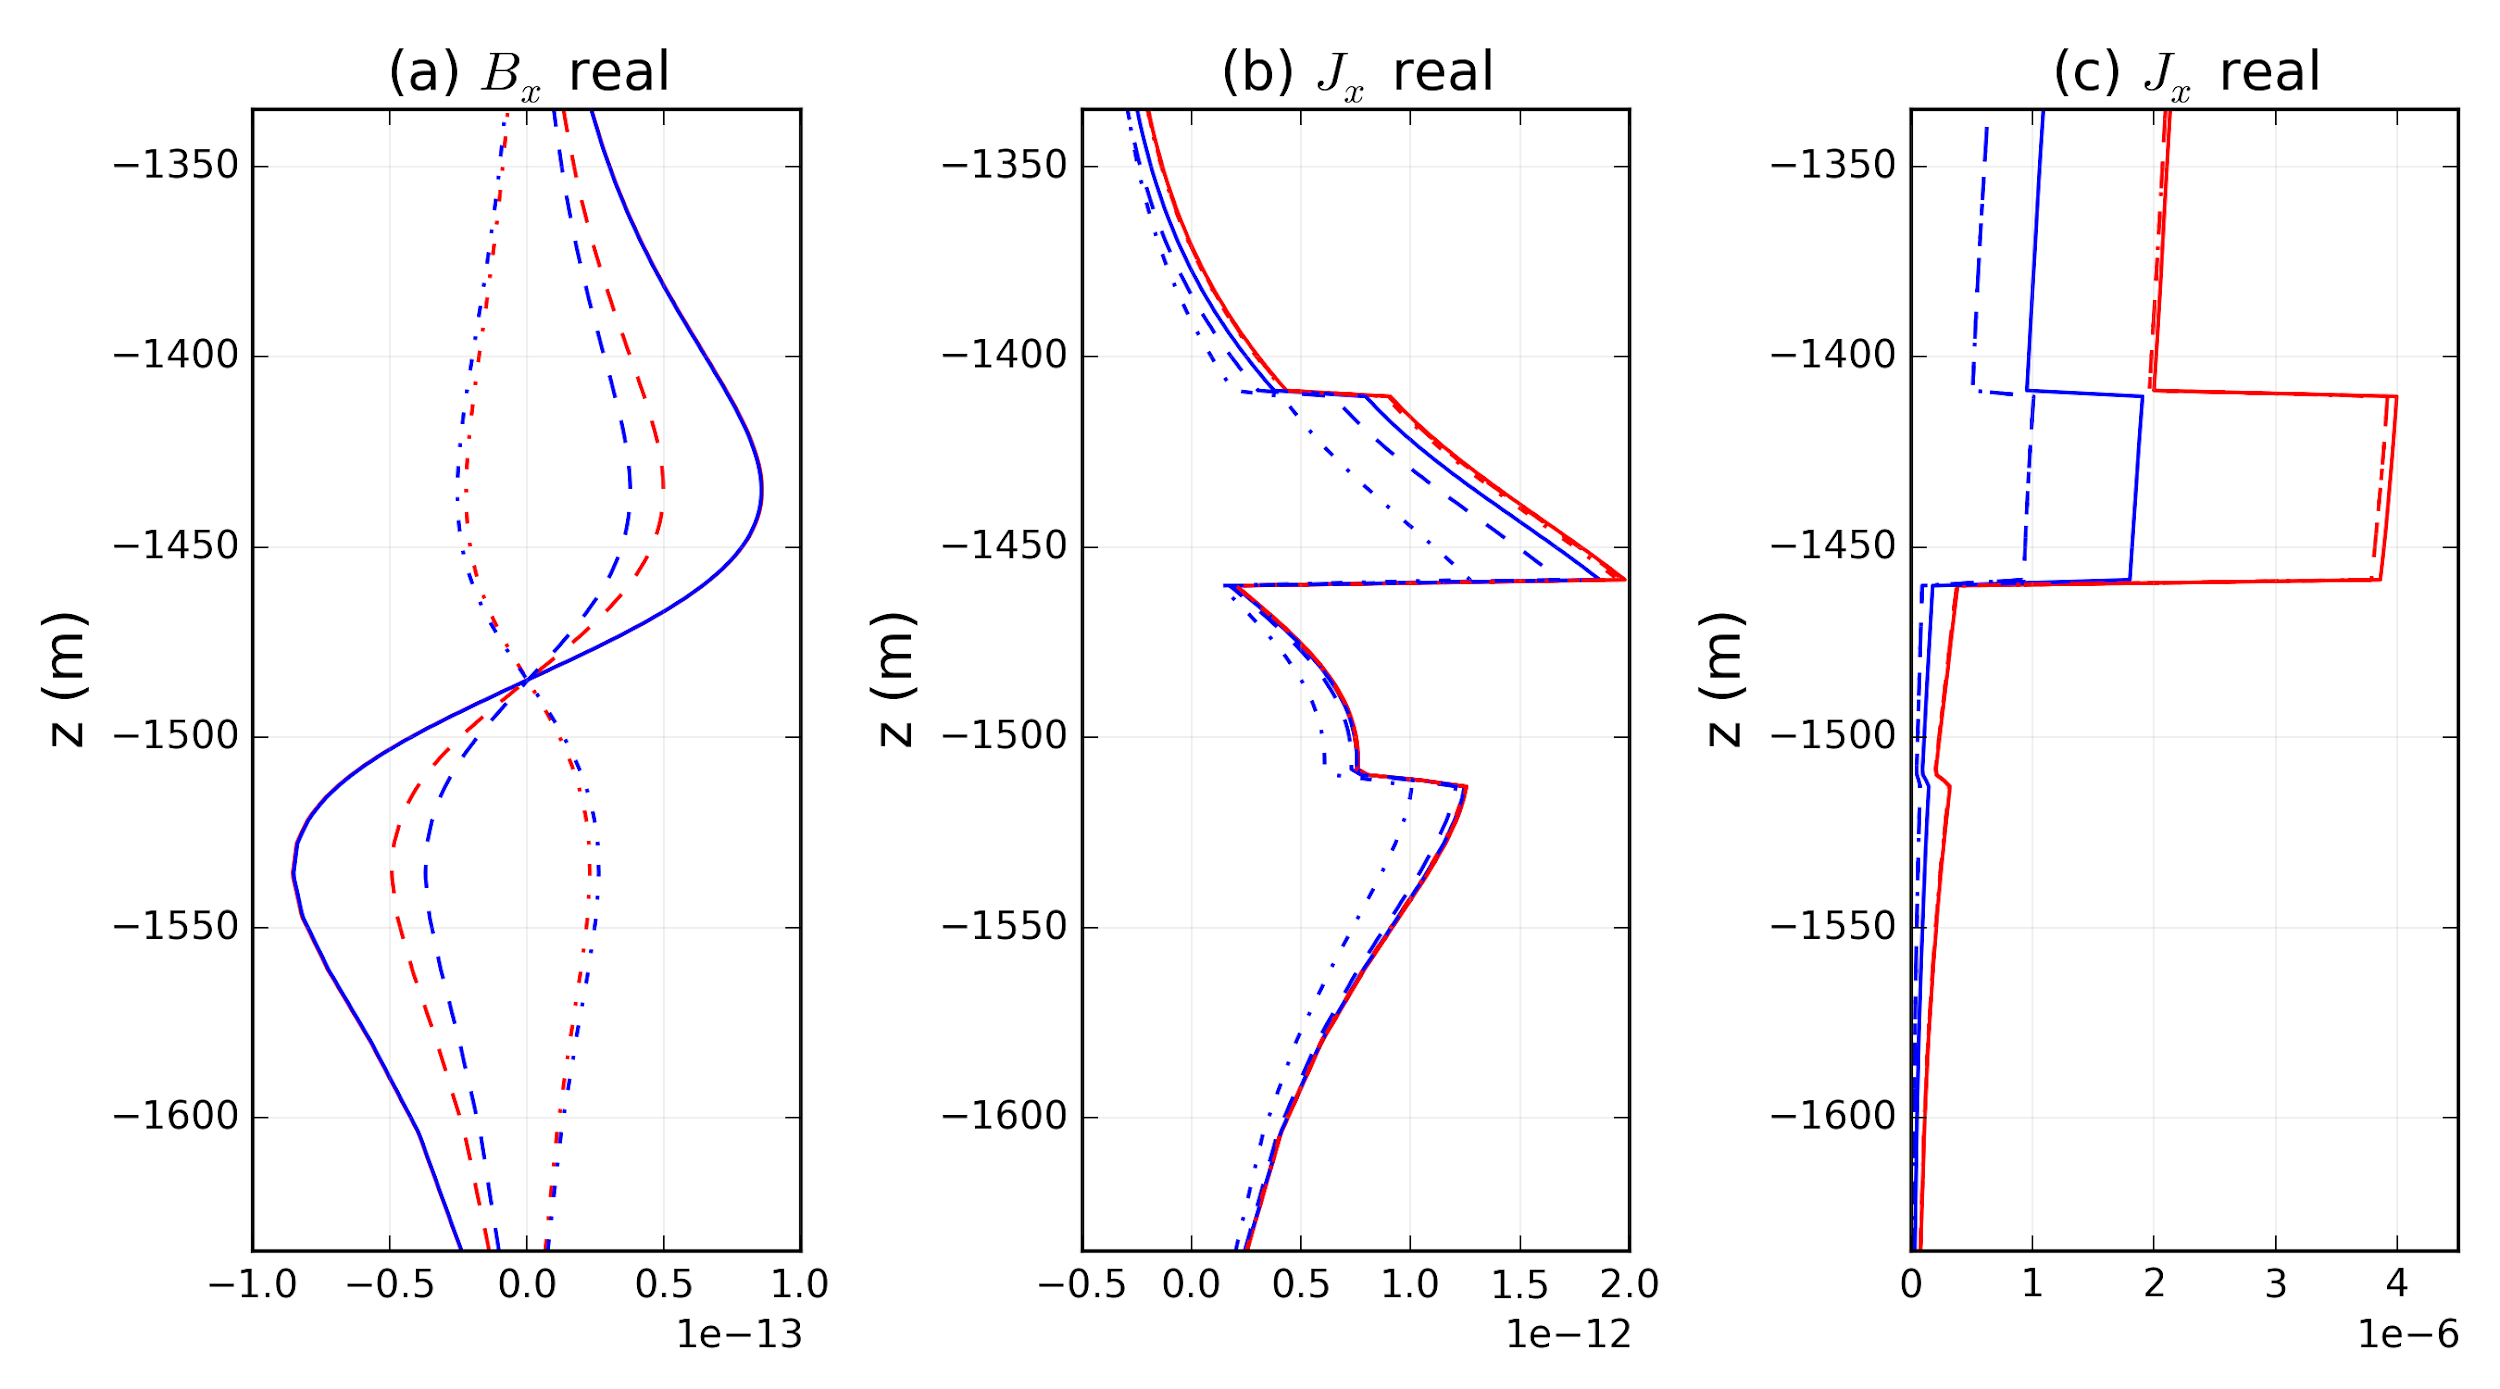 (a) Bx real
(b) Jx real
(c) Jx real
z (m)
−1350
−1400
−1450
−1500
−1550
−1600
−1.0 −0.5 0.0 0.5 1.0
1e−13
z (m)
−1350
−1400
−1450
−1500
−1550
−1600
−0.5 0.0 0.5 1.0 1.5 2.0
1e−12
z (m)
−1350
−1400
−1450
−1500
−1550
−1600
0 1 2 3 4
1e−6